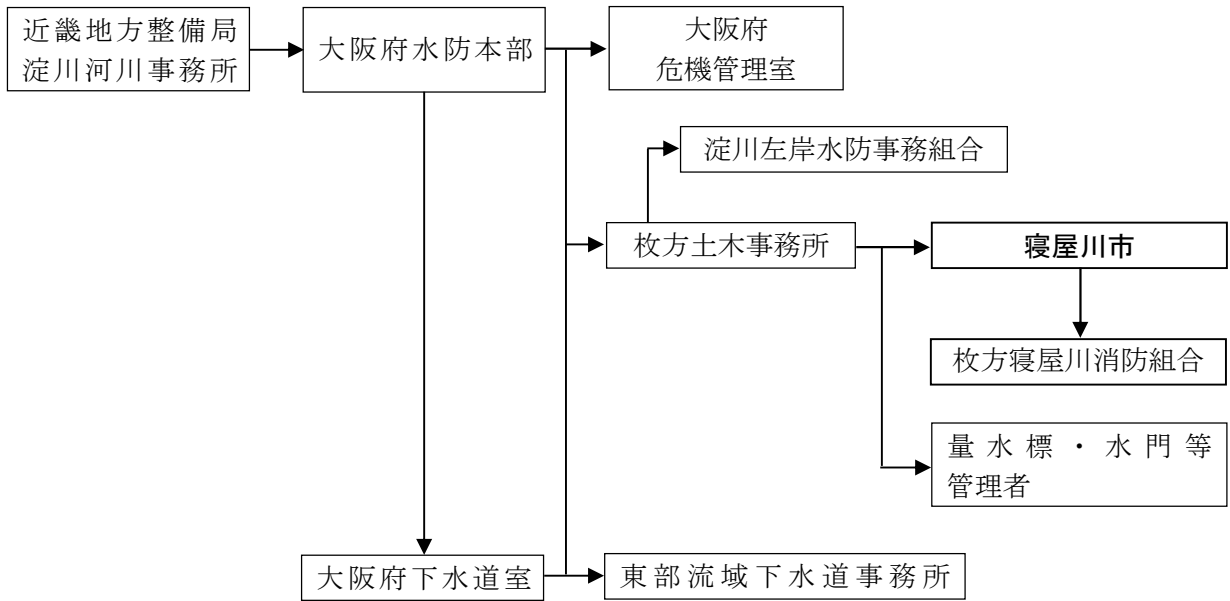 近畿地方整備局
淀川河川事務所
大阪府水防本部
大阪府
危機管理室
淀川左岸水防事務組合
枚方土木事務所
寝屋川市
枚方寝屋川消防組合
量水標・水門等
管理者
大阪府下水道室
東部流域下水道事務所